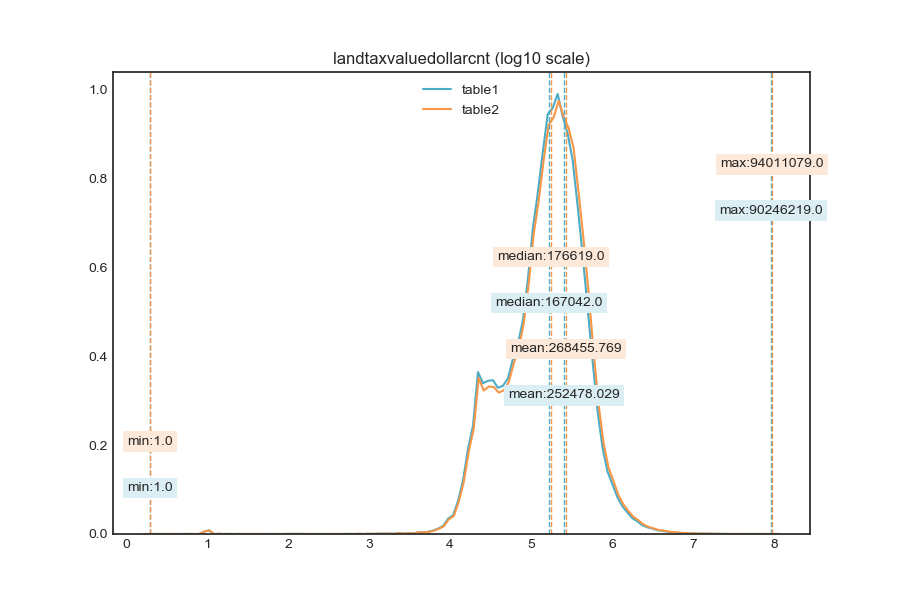 landtaxvaluedollarcnt (log10 scale)
1.0
table1
table2
max:94011079.0
0.8
max:90246219.0
median:176619.0
0.6
median:167042.0
mean:268455.769
0.4
mean:252478.029
min:1.0
0.2
min:1.0
0.0
0 1 2 3 4 5 6 7 8